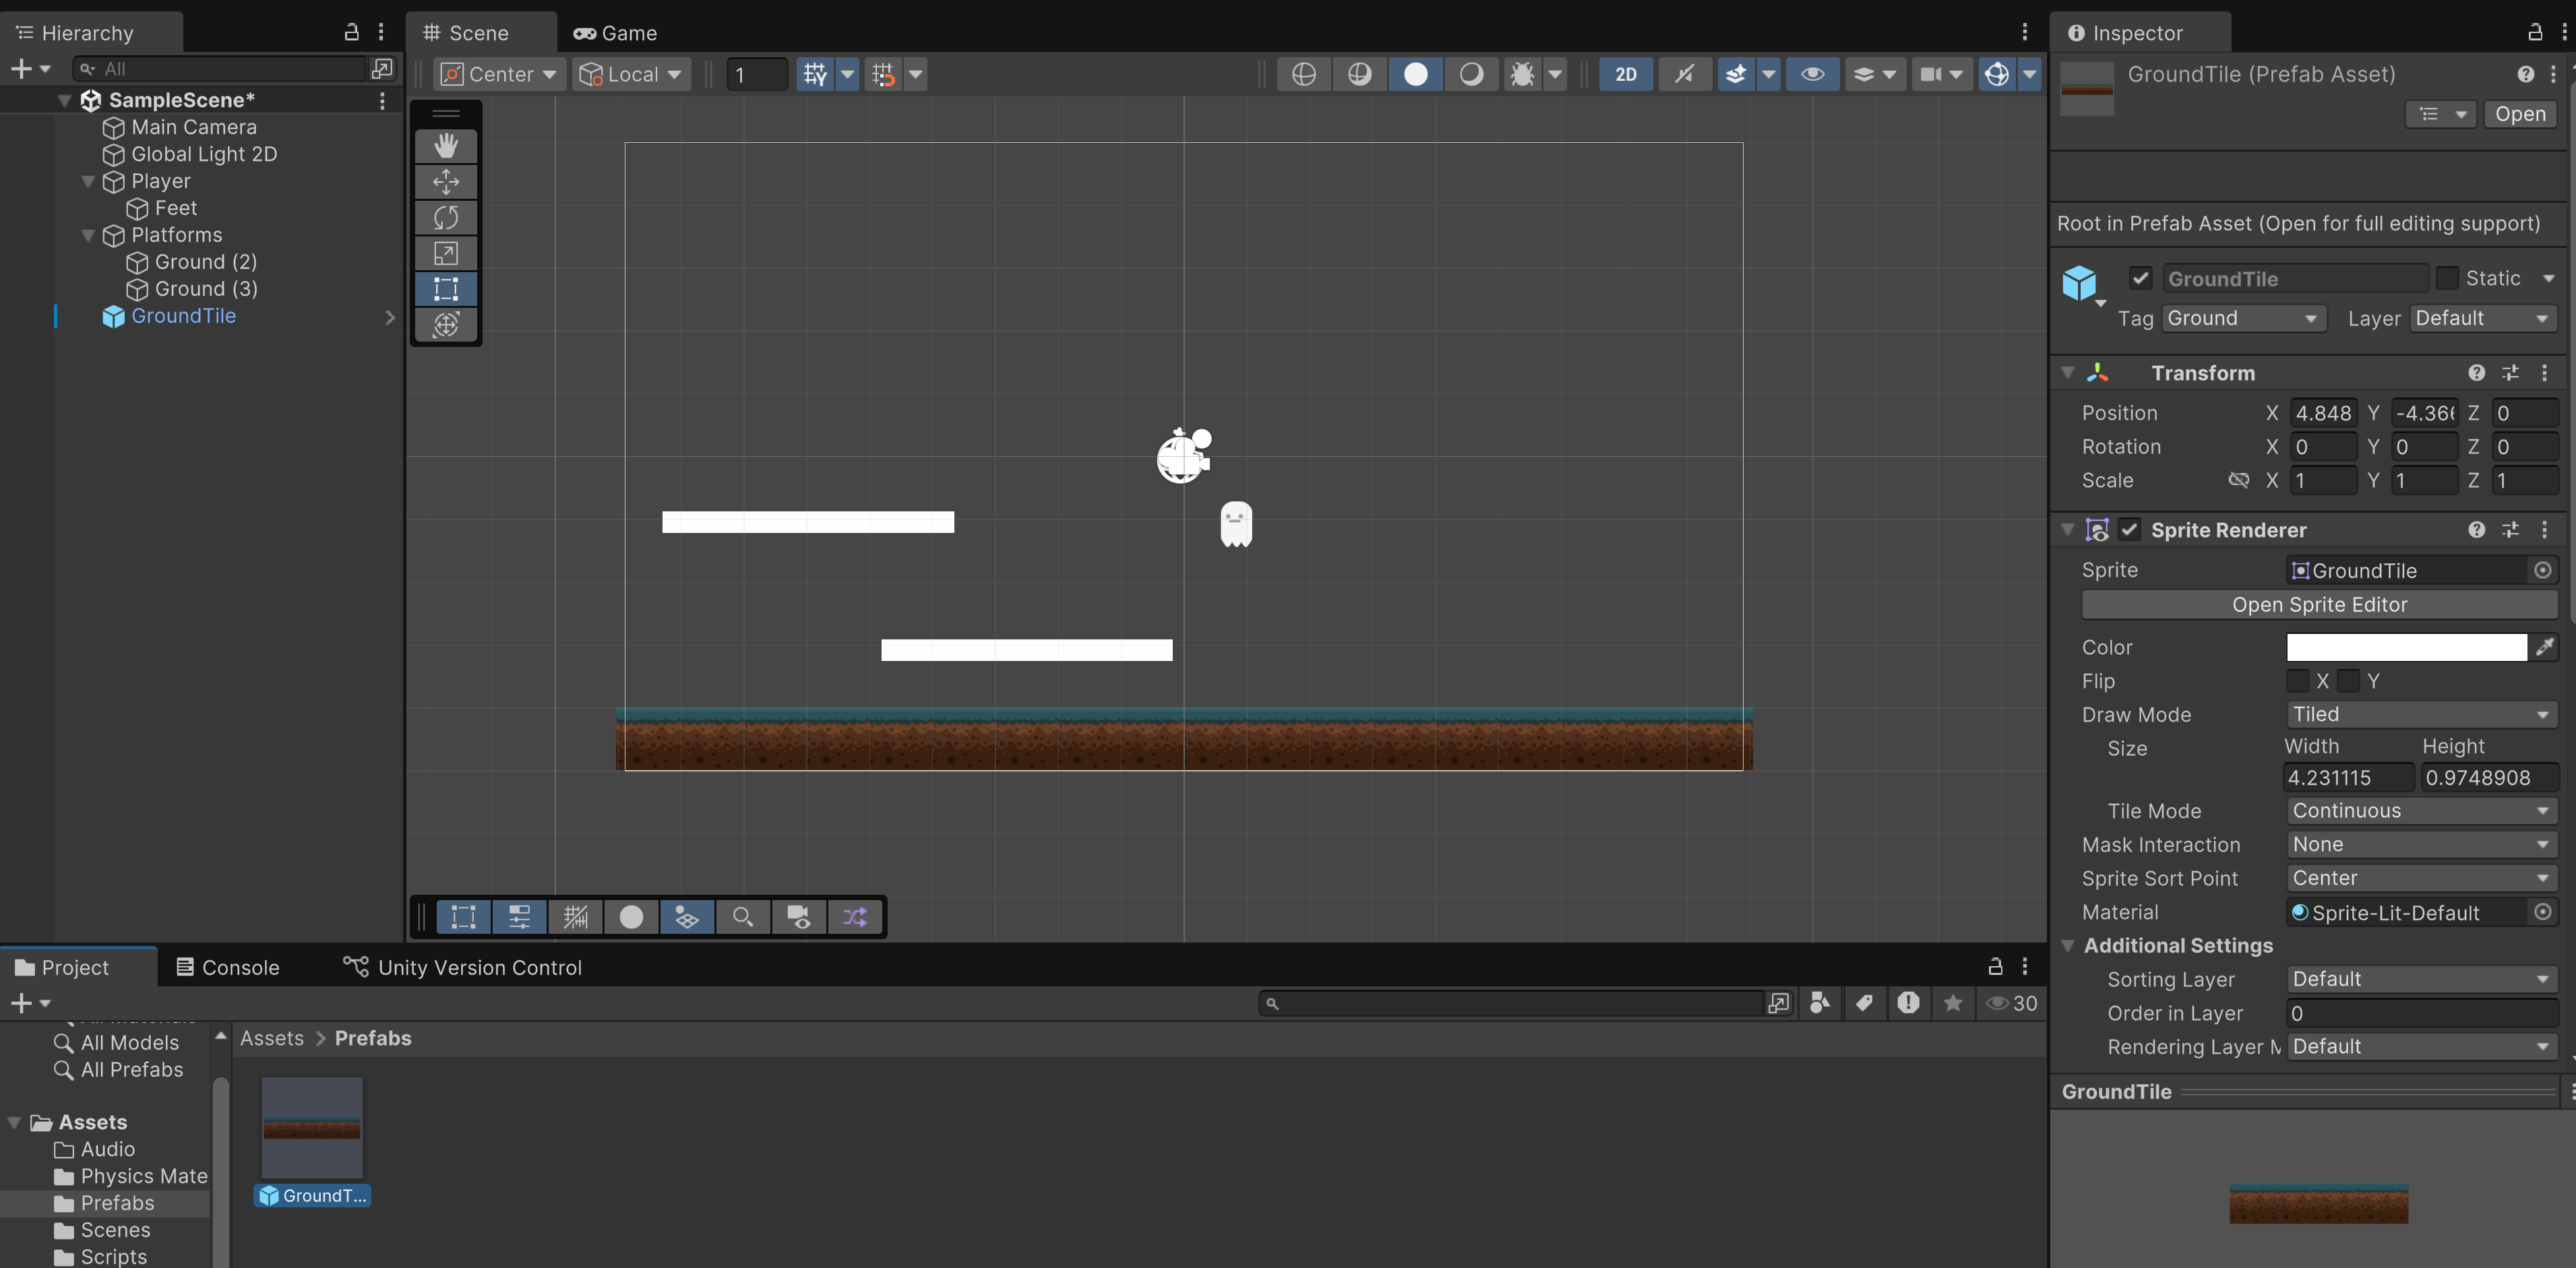 Hierarchy
All
SampleScene*
Main Camera
Global Light 2D
Player
Feet
Platforms
Ground (2)
Ground (3)
GroundTile
Scene
Game
Center
Local
1
2D
Inspector
GroundTile (Prefab Asset)
Open
Root in Prefab Asset (Open for full editing support)
GroundTile
Static
Tag Ground Layer Default
Transform
Position X 4.848 Y -4.36 Z 0
Rotation X 0 Y 0 Z 0
Scale X 1 Y 1 Z 1
Sprite Renderer
Sprite GroundTile
Open Sprite Editor
Color
Flip X Y
Draw Mode Tiled
Size Width Height
4.231115 0.9748908
Tile Mode Continuous
Mask Interaction None
Sprite Sort Point Center
Material Sprite-Lit-Default
Additional Settings
Sorting Layer Default
Order in Layer 0
Rendering Layer M Default
GroundTile
Project
Console
Unity Version Control
30
All Models
All Prefabs
Assets
Audio
Physics Mate
Prefabs
Scenes
Scripts
Assets > Prefabs
GroundT...